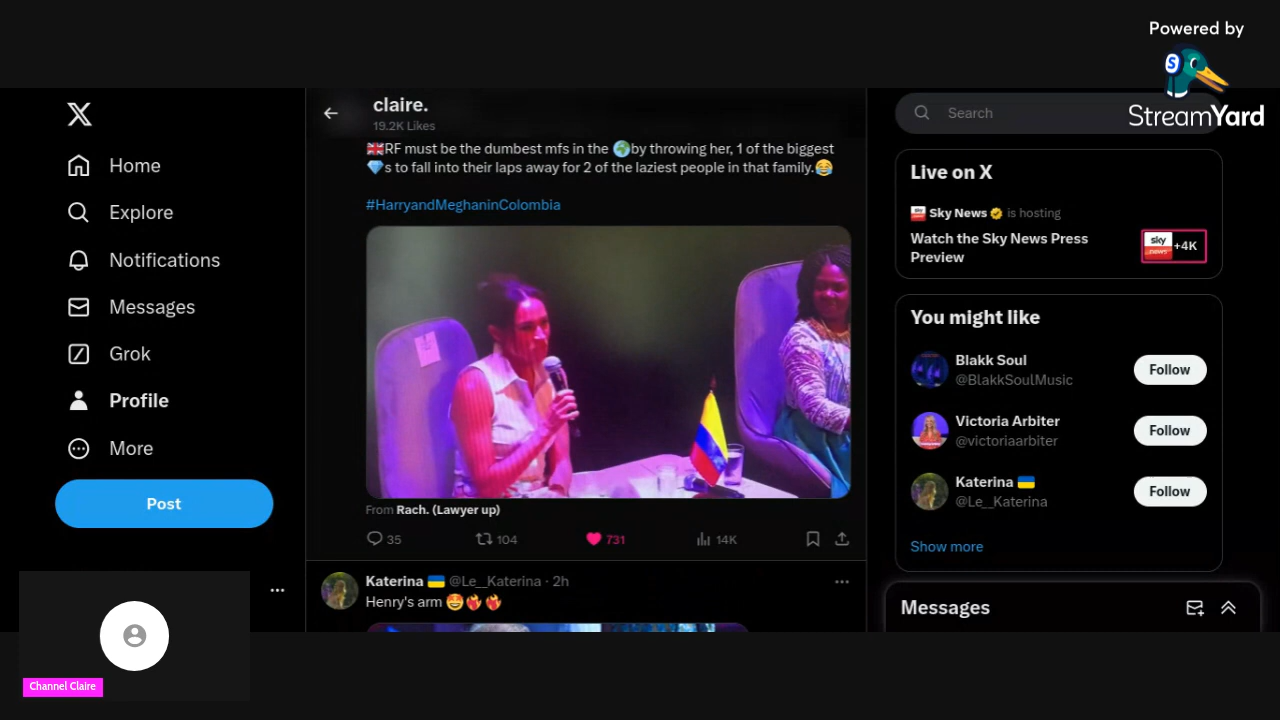 Powered by
StreamYard
X
Home
Explore
Notifications
Messages
Grok
Profile
More
Post
Channel Claire
claire.
19.2K Likes
🇬🇧RF must be the dumbest mfs in the 🌍by throwing her, 1 of the biggest
💎s to fall into their laps away for 2 of the laziest people in that family.😂
#HarryandMeghaninColombia
From Rach. (Lawyer up)
35
104
731
14K
Katerina 🇺🇦 @Le__Katerina · 2h
Henry's arm 🤩❤️‍🔥❤️‍🔥
Search
Live on X
sky news Sky News is hosting
Watch the Sky News Press
Preview
sky news +4K
You might like
Blakk Soul
@BlakkSoulMusic
Follow
Victoria Arbiter
@victoriaarbiter
Follow
Katerina 🇺🇦
@Le__Katerina
Follow
Show more
Messages